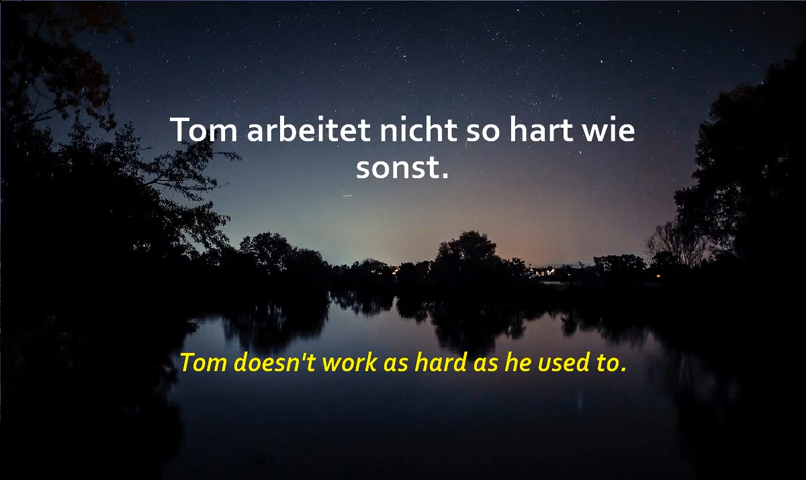 Tom arbeitet nicht so hart wie
sonst.
Tom doesn't work as hard as he used to.